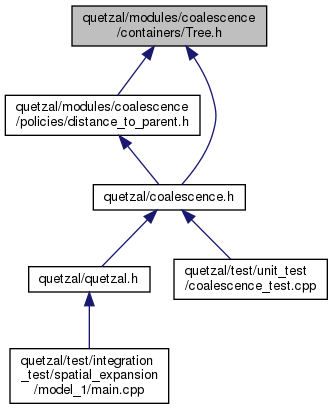 quetzal/modules/coalescence
/containers/Tree.h
quetzal/modules/coalescence
/policies/distance_to_parent.h
quetzal/coalescence.h
quetzal/quetzal.h
quetzal/test/unit_test
/coalescence_test.cpp
quetzal/test/integration
_test/spatial_expansion
/model_1/main.cpp